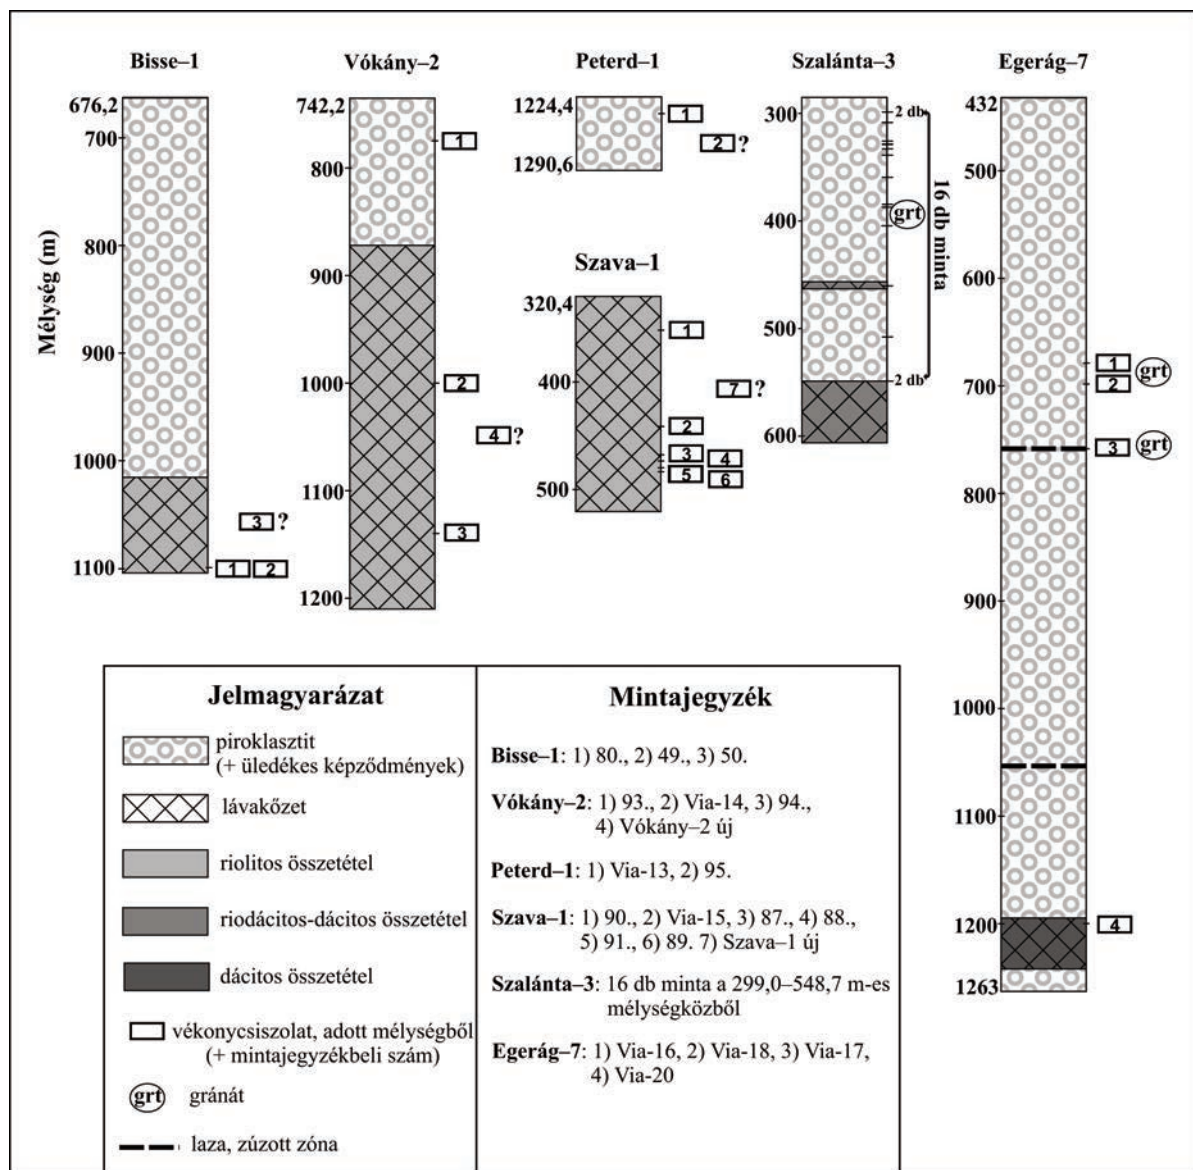 Bisse–1
Vókány–2
Peterd–1
Szalánta–3
Egerág–7
Mélység (m)
676,2
700
800
900
1000
1100
3 ?
1 2
742,2
800
900
1000
1100
1200
1
2
4 ?
3
1224,4
1290,6
1
2 ?
Szava–1
320,4
400
500
1
7 ?
2
3 4
5 6
300
400
500
600
2 db
grt
16 db minta
2 db
432
500
600
700
800
900
1000
1100
1200
1263
1
grt
2
3 grt
4
Jelmagyarázat
piroklasztit
(+ üledékes képződmények)
lávakőzet
riolitos összetétel
riodácitos-dácitos összetétel
dácitos összetétel
vékonycsiszolat, adott mélységből
(+ mintajegyzékbeli szám)
grt gránát
laza, zúzott zóna
Mintajegyzék
Bisse–1: 1) 80., 2) 49., 3) 50.
Vókány–2: 1) 93., 2) Via-14, 3) 94.,
4) Vókány–2 új
Peterd–1: 1) Via-13, 2) 95.
Szava–1: 1) 90., 2) Via-15, 3) 87., 4) 88.,
5) 91., 6) 89. 7) Szava–1 új
Szalánta–3: 16 db minta a 299,0–548,7 m-es
mélységközből
Egerág–7: 1) Via-16, 2) Via-18, 3) Via-17,
4) Via-20